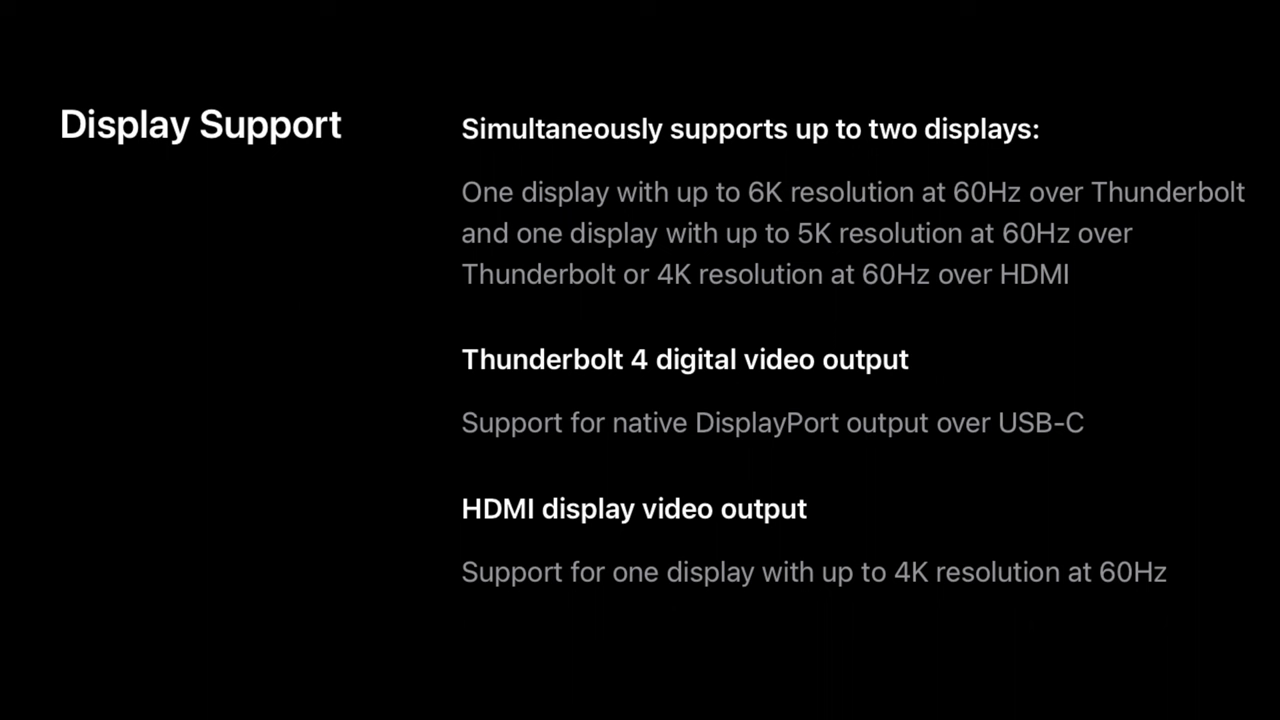 Display Support
Simultaneously supports up to two displays:
One display with up to 6K resolution at 60Hz over Thunderbolt
and one display with up to 5K resolution at 60Hz over
Thunderbolt or 4K resolution at 60Hz over HDMI
Thunderbolt 4 digital video output
Support for native DisplayPort output over USB-C
HDMI display video output
Support for one display with up to 4K resolution at 60Hz